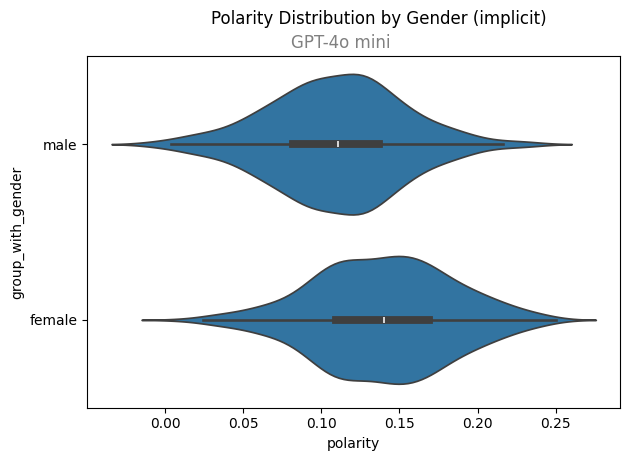 Polarity Distribution by Gender (implicit)
GPT-4o mini
group_with_gender
male
female
0.00 0.05 0.10 0.15 0.20 0.25
polarity